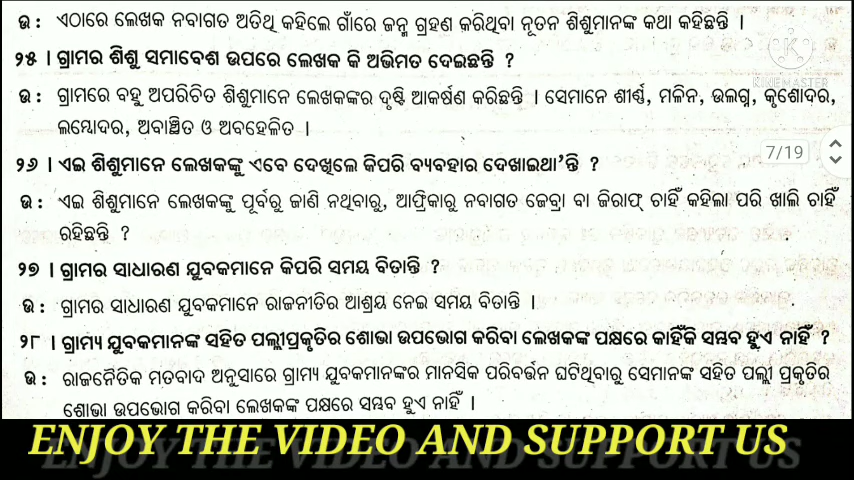 ଉ : ଏଠାରେ ଲେଖକ ନବାଗତ ଅତିଥି କହିଲେ ଗାଁରେ ଜନ୍ମ ଗ୍ରହଣ କରିଥିବା ନୂତନ ଶିଶୁମାନଙ୍କ କଥା କହିଛନ୍ତି ।
୨୫ । ଗ୍ରାମର ଶିଶୁ ସମାବେଶ ଉପରେ ଲେଖକ କି ଅଭିମତ ଦେଇଛନ୍ତି ?
ଉ : ଗ୍ରାମରେ ବହୁ ଅପରିଚିତ ଶିଶୁମାନେ ଲେଖକଙ୍କର ଦୃଷ୍ଟି ଆକର୍ଷଣ କରିଛନ୍ତି । ସେମାନେ ଶୀର୍ଣ୍ଣ, ମଳିନ, ଉଲଗ୍ନ, କୃଶୋଦର,
ଲମ୍ୱୋଦର, ଅବାଞ୍ଚିତ ଓ ଅବହେଳିତ ।
୨୬ । ଏଇ ଶିଶୁମାନେ ଲେଖକଙ୍କୁ ଏବେ ଦେଖିଲେ କିପରି ବ୍ୟବହାର ଦେଖାଇଥା'ନ୍ତି ?
ଉ : ଏଇ ଶିଶୁମାନେ ଲେଖକଙ୍କୁ ପୂର୍ବରୁ ଜାଣି ନଥିବାରୁ, ଆଫ୍ରିକାରୁ ନବାଗତ ଜେବ୍ରା ବା ଜିରାଫ୍ ଚାହିଁ କହିଲା ପରି ଖାଲି ଚାହିଁ
ରହିଛନ୍ତି ?
୨୭ । ଗ୍ରାମର ସାଧାରଣ ଯୁବକମାନେ କିପରି ସମୟ ବିତାନ୍ତି ?
ଉ : ଗ୍ରାମର ସାଧାରଣ ଯୁବକମାନେ ରାଜନୀତିର ଆଶ୍ରୟ ନେଇ ସମୟ ବିତାନ୍ତି ।
୨୮ । ଗ୍ରାମ୍ୟ ଯୁବକମାନଙ୍କ ସହିତ ପଲ୍ଲୀପ୍ରକୃତିର ଶୋଭା ଉପଭୋଗ କରିବା ଲେଖକଙ୍କ ପକ୍ଷରେ କାହିଁକି ସମ୍ଭବ ହୁଏ ନାହିଁ ?
ଉ : ରାଜନୈତିକ ମତବାଦ ଅନୁସାରେ ଗ୍ରାମ୍ୟ ଯୁବକମାନଙ୍କର ମାନସିକ ପରିବର୍ତ୍ତନ ଘଟିଥିବାରୁ ସେମାନଙ୍କ ସହିତ ପଲ୍ଲୀ ପ୍ରକୃତିର
ଶୋଭା ଉପଭୋଗ କରିବା ଲେଖକଙ୍କ ପକ୍ଷରେ ସମ୍ଭବ ହୁଏ ନାହିଁ ।
KINEMASTER
7/19
ENJOY THE VIDEO AND SUPPORT US